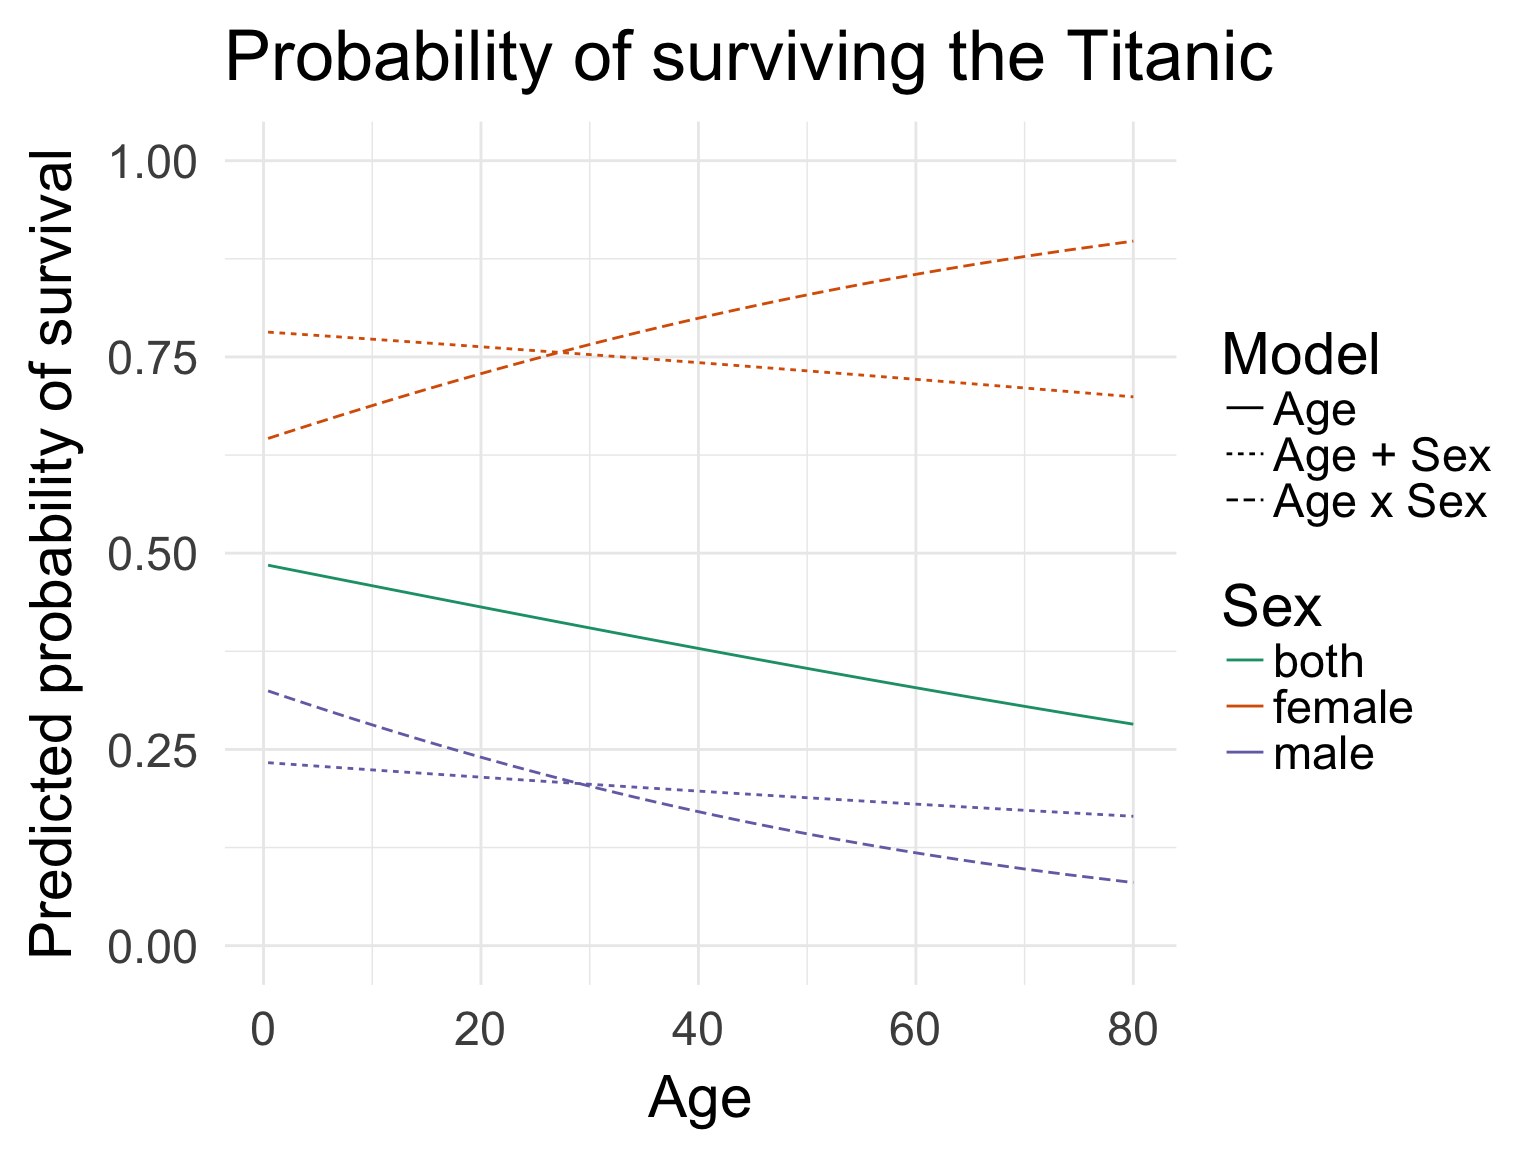 Probability of surviving the Titanic
Predicted probability of survival
1.00
0.75
0.50
0.25
0.00
0 20 40 60 80
Age
Model
Age
Age + Sex
Age x Sex
Sex
both
female
male